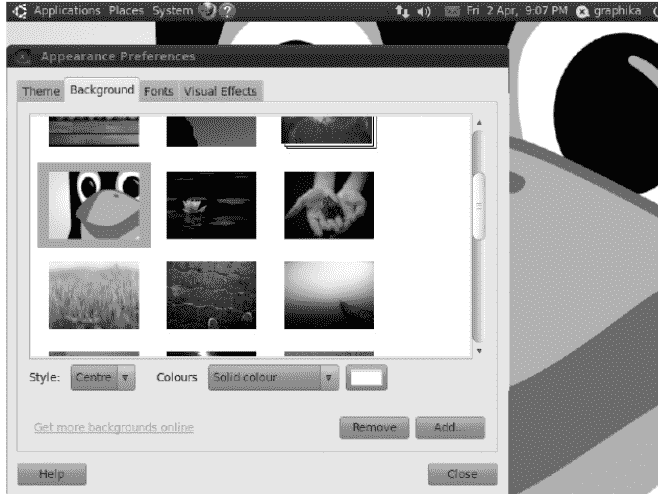 Applications Places System ?
Fri 2 Apr, 9:07 PM graphika
Appearance Preferences
Theme Background Fonts Visual Effects
Style: Centre Colours Solid colour
Get more backgrounds online Remove Add...
Help Close